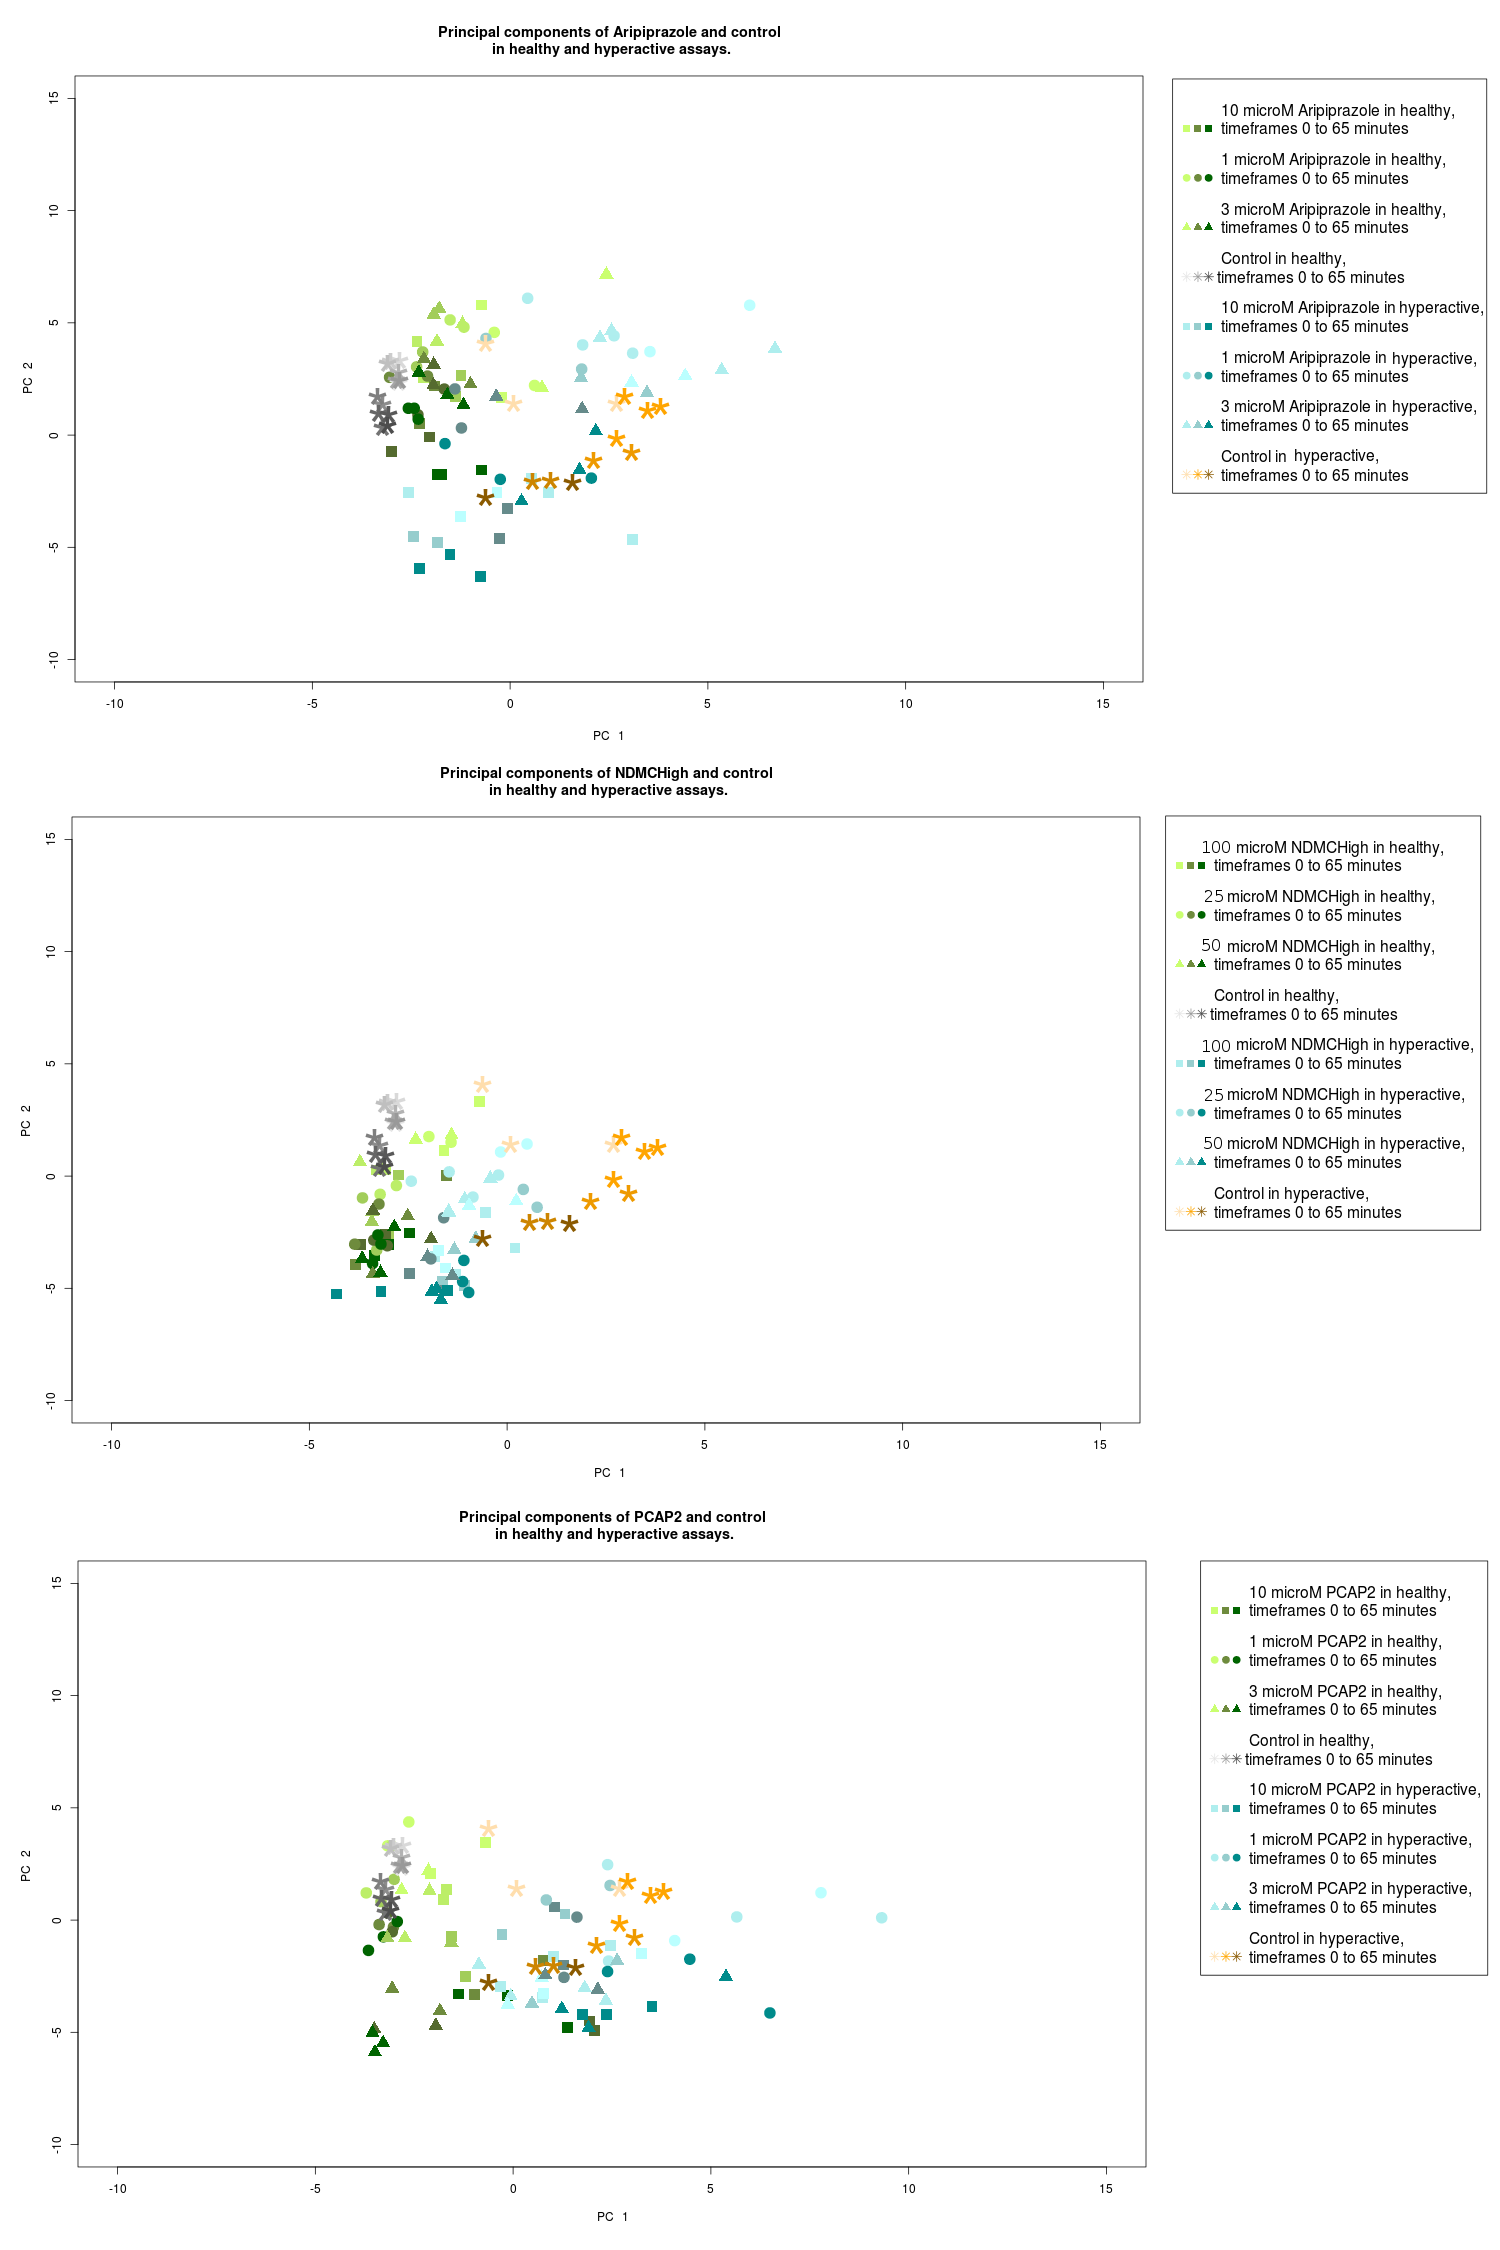 Principal components of Aripiprazole and control
in healthy and hyperactive assays.
15
10
5
0
-5
-10
PC 2
-10
-5
0
5
10
15
PC 1
10 microM Aripiprazole in healthy,
timeframes 0 to 65 minutes
1 microM Aripiprazole in healthy,
timeframes 0 to 65 minutes
3 microM Aripiprazole in healthy,
timeframes 0 to 65 minutes
Control in healthy,
timeframes 0 to 65 minutes
10 microM Aripiprazole in hyperactive,
timeframes 0 to 65 minutes
1 microM Aripiprazole in hyperactive,
timeframes 0 to 65 minutes
3 microM Aripiprazole in hyperactive,
timeframes 0 to 65 minutes
Control in hyperactive,
timeframes 0 to 65 minutes
Principal components of NDMCHigh and control
in healthy and hyperactive assays.
15
10
5
0
-5
-10
PC 2
-10
-5
0
5
10
15
PC 1
100 microM NDMCHigh in healthy,
timeframes 0 to 65 minutes
25 microM NDMCHigh in healthy,
timeframes 0 to 65 minutes
50 microM NDMCHigh in healthy,
timeframes 0 to 65 minutes
Control in healthy,
timeframes 0 to 65 minutes
100 microM NDMCHigh in hyperactive,
timeframes 0 to 65 minutes
25 microM NDMCHigh in hyperactive,
timeframes 0 to 65 minutes
50 microM NDMCHigh in hyperactive,
timeframes 0 to 65 minutes
Control in hyperactive,
timeframes 0 to 65 minutes
Principal components of PCAP2 and control
in healthy and hyperactive assays.
15
10
5
0
-5
-10
PC 2
-10
-5
0
5
10
15
PC 1
10 microM PCAP2 in healthy,
timeframes 0 to 65 minutes
1 microM PCAP2 in healthy,
timeframes 0 to 65 minutes
3 microM PCAP2 in healthy,
timeframes 0 to 65 minutes
Control in healthy,
timeframes 0 to 65 minutes
10 microM PCAP2 in hyperactive,
timeframes 0 to 65 minutes
1 microM PCAP2 in hyperactive,
timeframes 0 to 65 minutes
3 microM PCAP2 in hyperactive,
timeframes 0 to 65 minutes
Control in hyperactive,
timeframes 0 to 65 minutes